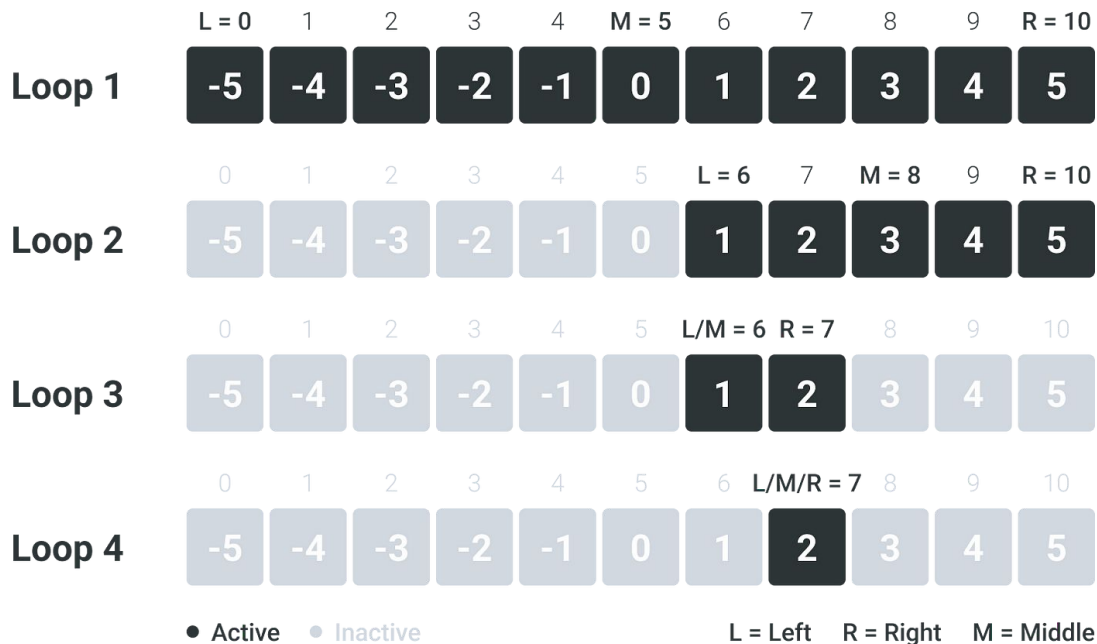 L = 0 1 2 3 4 M = 5 6 7 8 9 R = 10
Loop 1 -5 -4 -3 -2 -1 0 1 2 3 4 5
0 1 2 3 4 5 L = 6 7 M = 8 9 R = 10
Loop 2 -5 -4 -3 -2 -1 0 1 2 3 4 5
0 1 2 3 4 5 L/M = 6 R = 7 8 9 10
Loop 3 -5 -4 -3 -2 -1 0 1 2 3 4 5
0 1 2 3 4 5 6 L/M/R = 7 8 9 10
Loop 4 -5 -4 -3 -2 -1 0 1 2 3 4 5
Active Inactive L = Left R = Right M = Middle